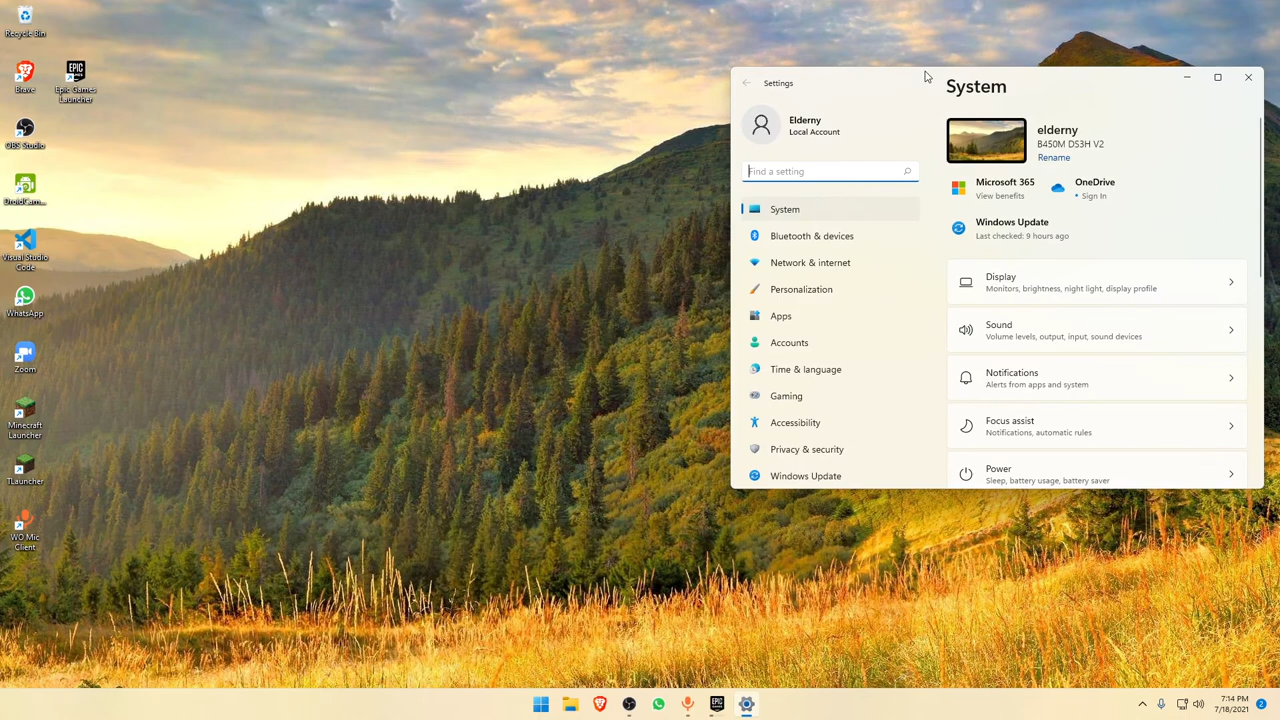 Recycle Bin
Brave
Epic Games
Launcher
OBS Studio
DroidCam...
Visual Studio
Code
WhatsApp
Zoom
Minecraft
Launcher
TLauncher
WO Mic
Client
EPIC
GAMES
Settings
Elderny
Local Account
Find a setting
System
Bluetooth & devices
Network & internet
Personalization
Apps
Accounts
Time & language
Gaming
Accessibility
Privacy & security
Windows Update
System
elderny
B450M DS3H V2
Rename
Microsoft 365
View benefits
OneDrive
• Sign In
Windows Update
Last checked: 9 hours ago
Display
Monitors, brightness, night light, display profile
Sound
Volume levels, output, input, sound devices
Notifications
Alerts from apps and system
Focus assist
Notifications, automatic rules
Power
Sleep, battery usage, battery saver
EPIC
7:14 PM
7/18/2021
2